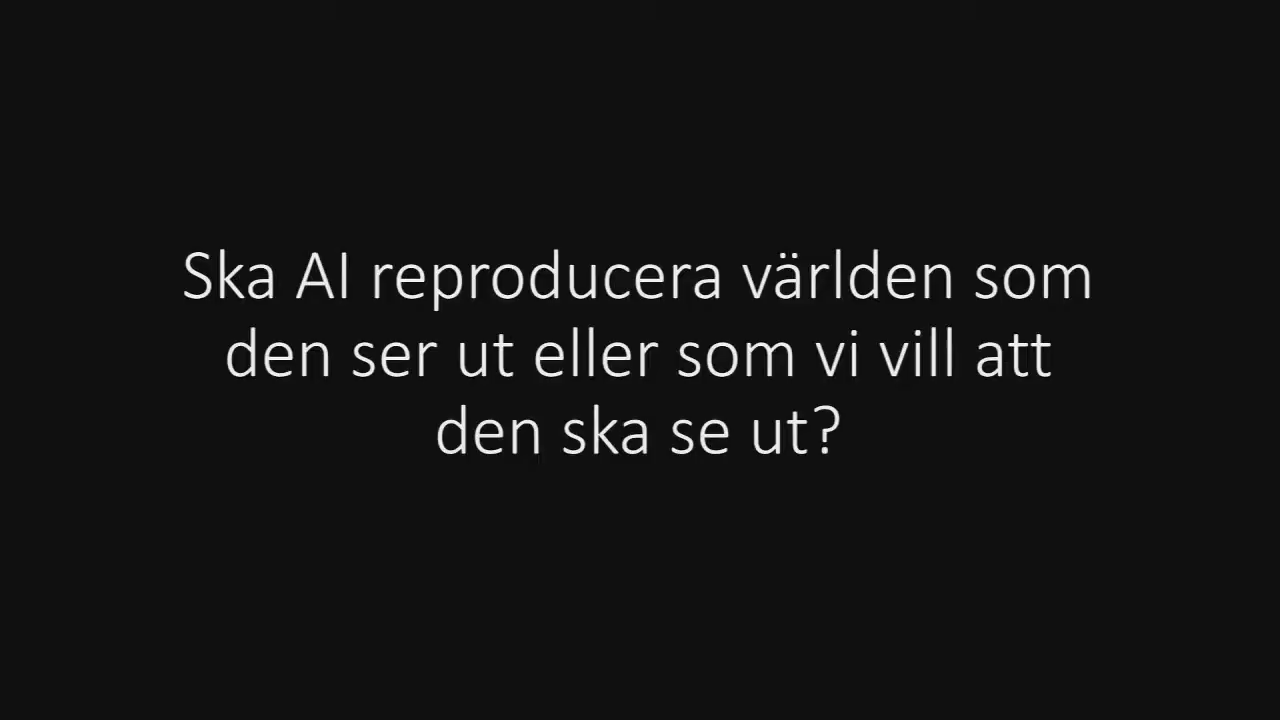 Ska AI reproducera världen som
den ser ut eller som vi vill att
den ska se ut?